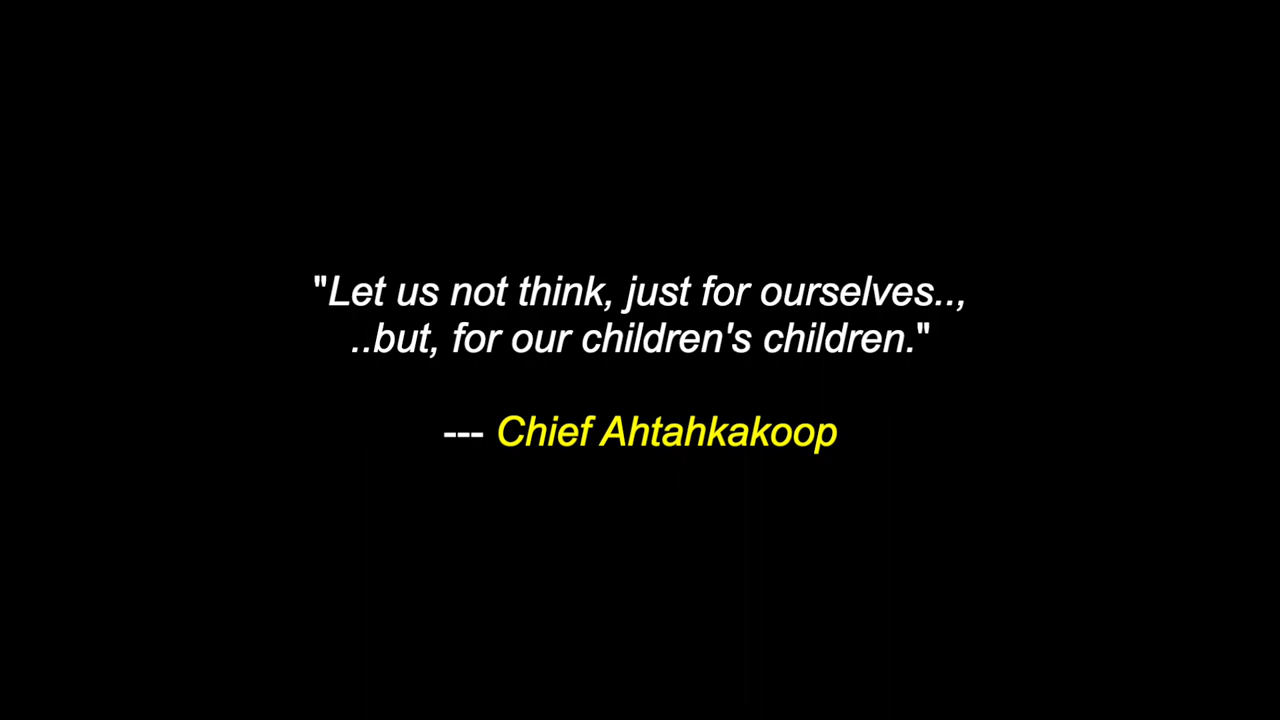 "Let us not think, just for ourselves..,
..but, for our children's children."
--- Chief Ahtahkakoop